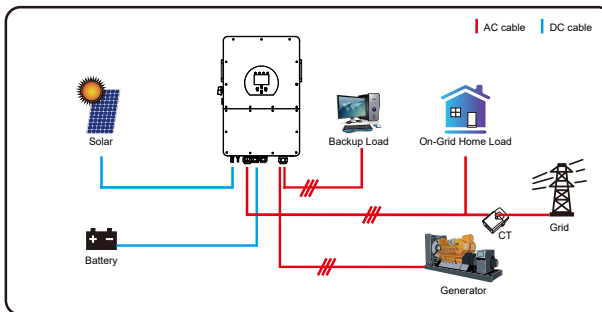 AC cable DC cable
Solar
Backup Load
On-Grid Home Load
CT
Grid
Battery
Generator